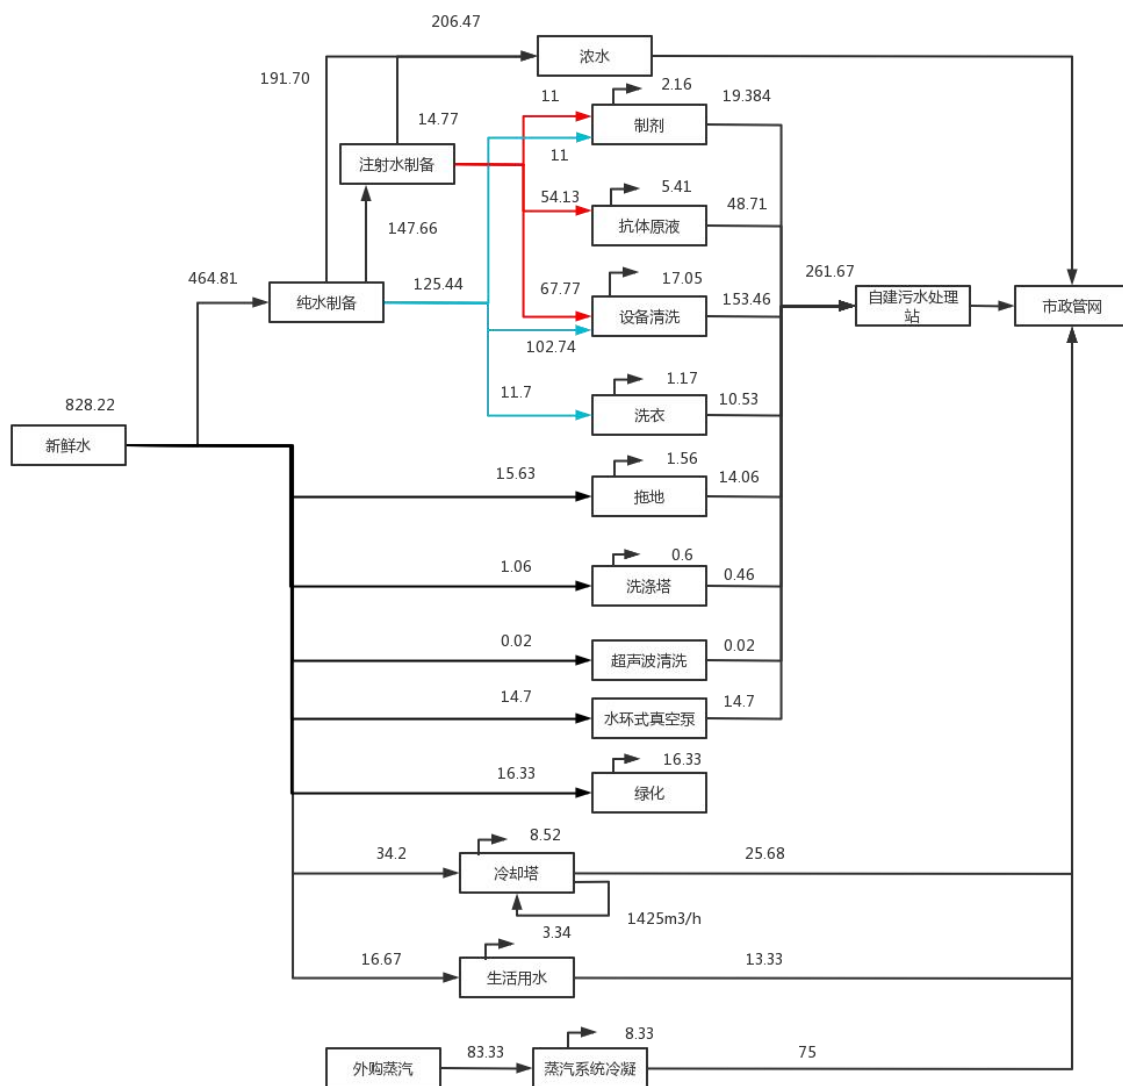 206.47
浓水
191.70
2.16
19.384
11
制剂
14.77
注射水制备
11
5.41
54.13
48.71
抗体原液
147.66
464.81
125.44
17.05
261.67
67.77
153.46
纯水制备
设备清洗
自建污水处理
站
市政管网
102.74
1.17
11.7
10.53
828.22
洗衣
新鲜水
1.56
15.63
14.06
拖地
0.6
1.06
0.46
洗涤塔
0.02
0.02
超声波清洗
14.7
14.7
水环式真空泵
16.33
16.33
绿化
8.52
34.2
25.68
冷却塔
1425m3/h
3.34
16.67
13.33
生活用水
8.33
83.33
75
外购蒸汽
蒸汽系统冷凝